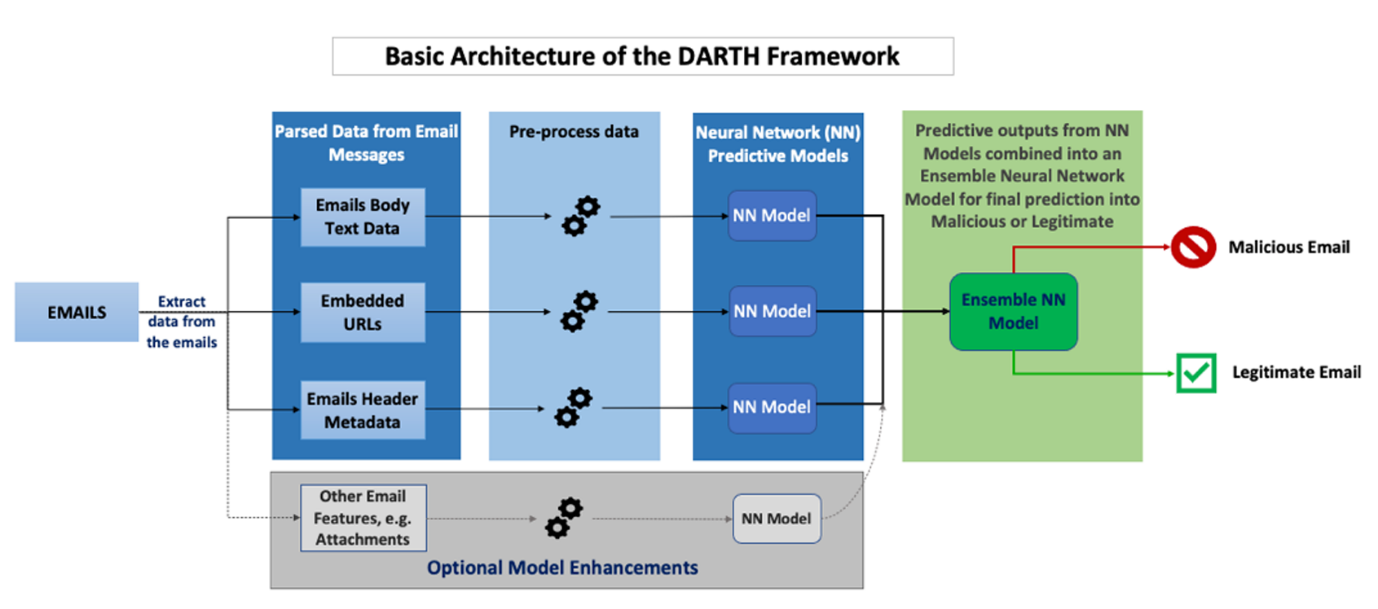 Basic Architecture of the DARTH Framework
Parsed Data from Email
Messages
Pre-process data
Neural Network (NN)
Predictive Models
Predictive outputs from NN
Models combined into an
Ensemble Neural Network
Model for final prediction into
Malicious or Legitimate
EMAILS
Extract
data from
the emails
Emails Body
Text Data
NN Model
Embedded
URLs
NN Model
Emails Header
Metadata
NN Model
Ensemble NN
Model
Malicious Email
Legitimate Email
Other Email
Features, e.g.
Attachments
NN Model
Optional Model Enhancements